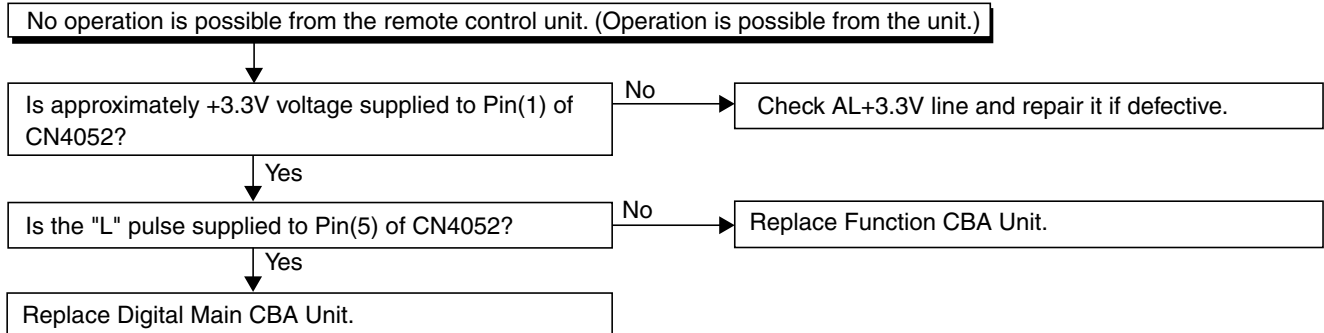 No operation is possible from the remote control unit. (Operation is possible from the unit.)
Is approximately +3.3V voltage supplied to Pin(1) of
CN4052?
No
Check AL+3.3V line and repair it if defective.
Yes
Is the "L" pulse supplied to Pin(5) of CN4052?
No
Replace Function CBA Unit.
Yes
Replace Digital Main CBA Unit.